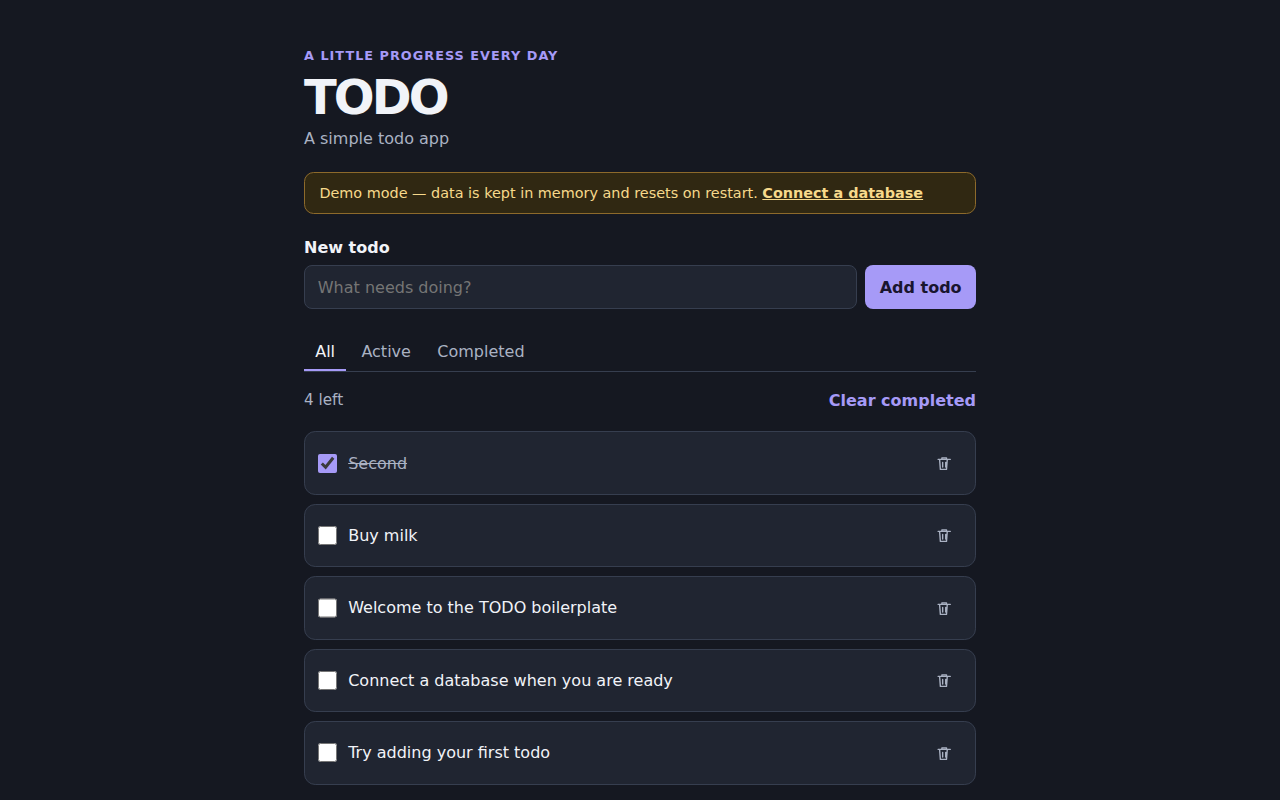 A LITTLE PROGRESS EVERY DAY
TODO
A simple todo app
Demo mode — data is kept in memory and resets on restart. Connect a database
New todo
What needs doing?
Add todo
All
Active
Completed
4 left
Clear completed
Second
Buy milk
Welcome to the TODO boilerplate
Connect a database when you are ready
Try adding your first todo